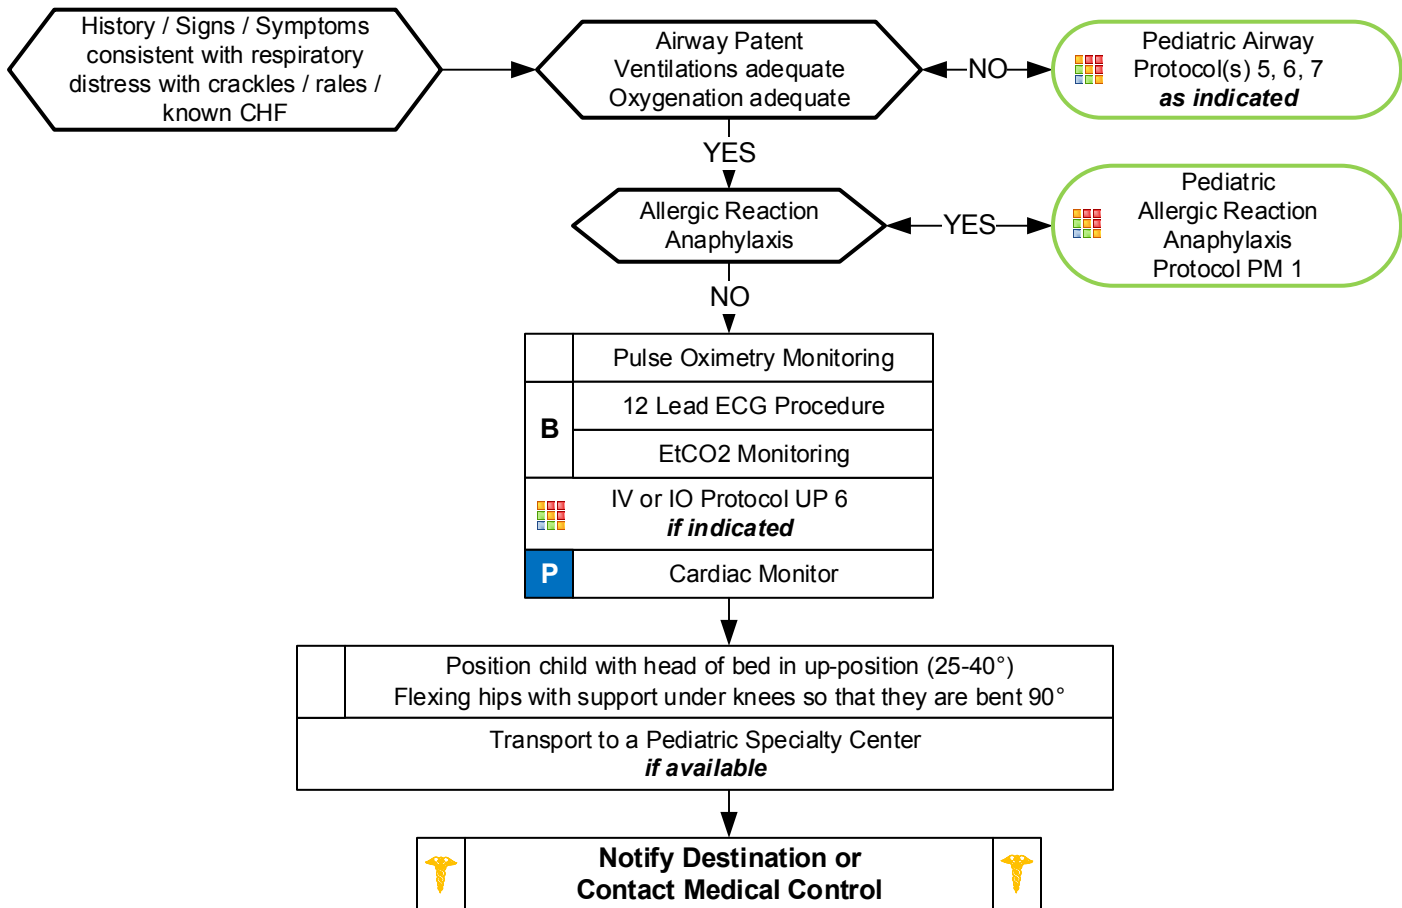 History / Signs / Symptoms
consistent with respiratory
distress with crackles / rales /
known CHF
Airway Patent
Ventilations adequate
Oxygenation adequate
NO
Pediatric Airway
Protocol(s) 5, 6, 7
as indicated
YES
Allergic Reaction
Anaphylaxis
YES
Pediatric
Allergic Reaction
Anaphylaxis
Protocol PM 1
NO
Pulse Oximetry Monitoring
B
12 Lead ECG Procedure
EtCO2 Monitoring
IV or IO Protocol UP 6
if indicated
P
Cardiac Monitor
Position child with head of bed in up-position (25-40°)
Flexing hips with support under knees so that they are bent 90°
Transport to a Pediatric Specialty Center
if available
Notify Destination or
Contact Medical Control